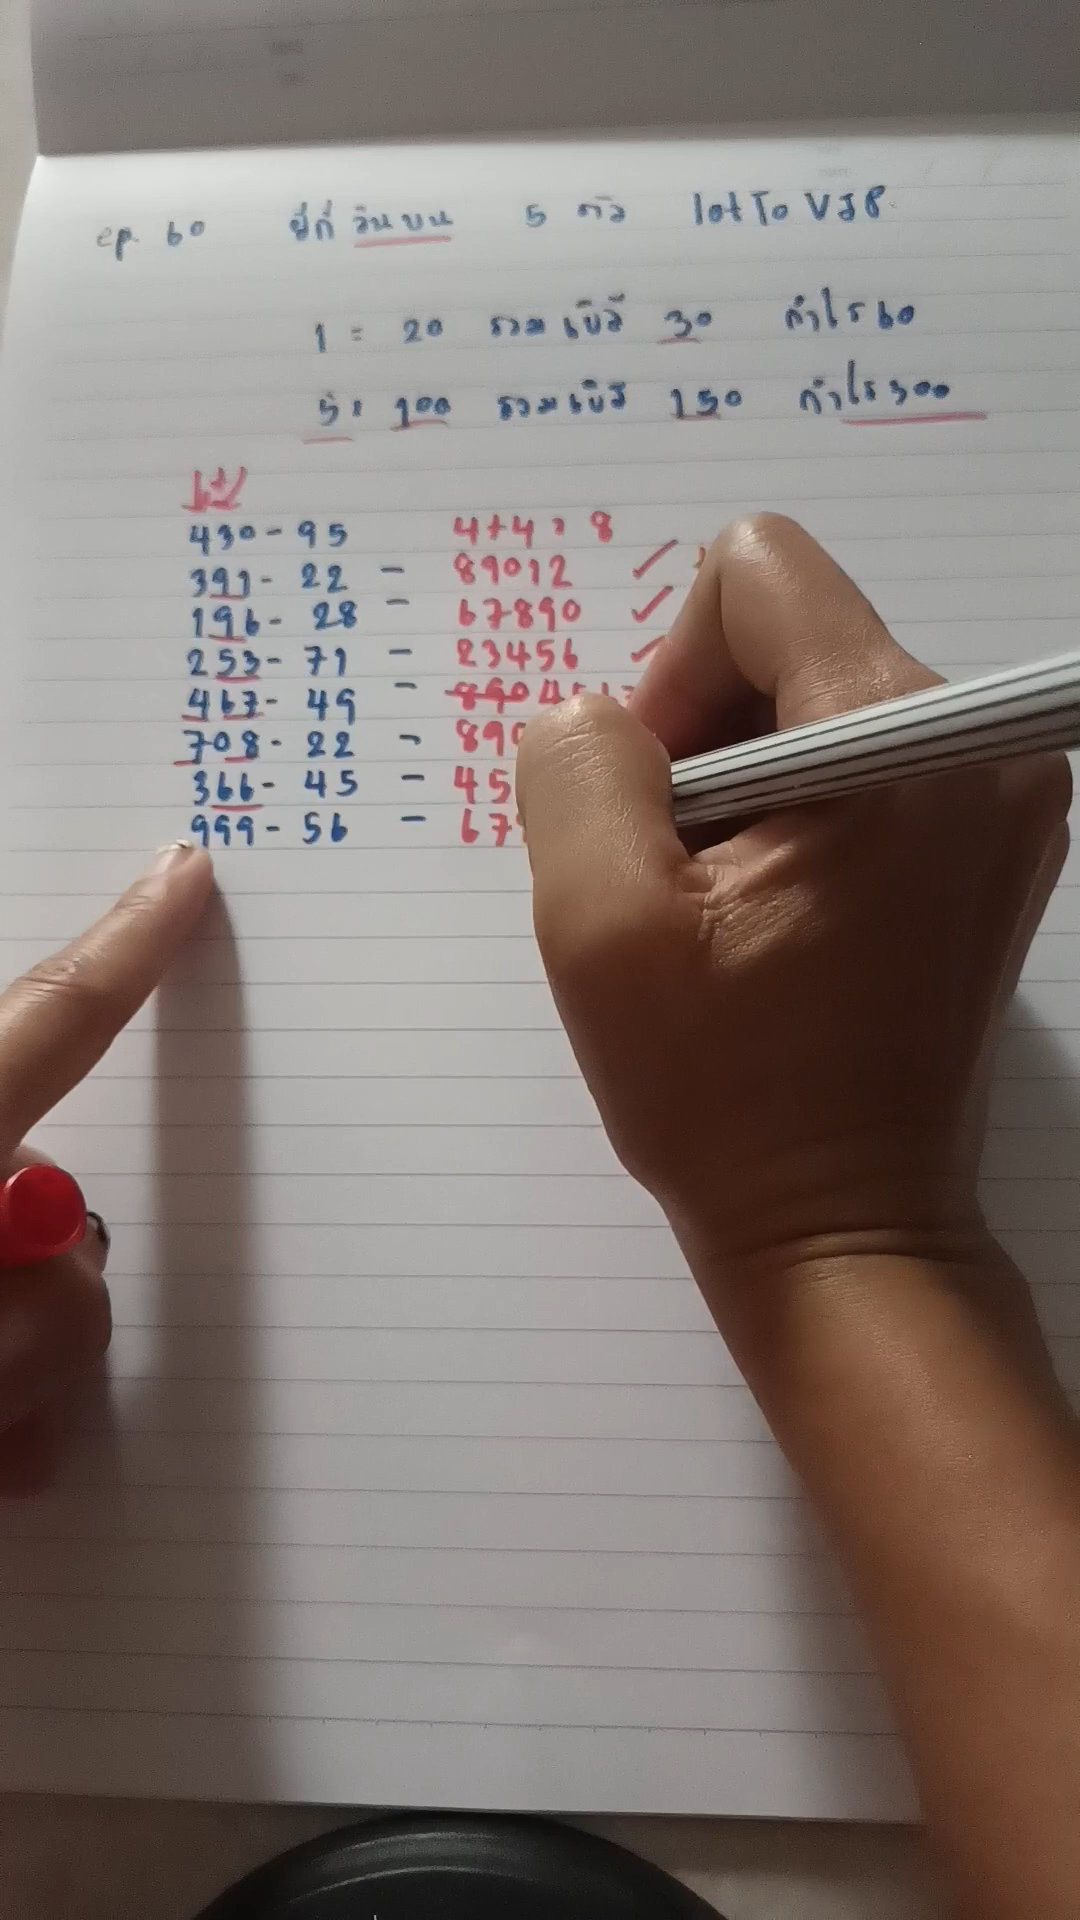 ep. 60 ยี่กี วินบน 5 ตัว lotTo VIP.
1 = 20 รวมเบิ้ล 30 กำไร 60
5 = 100 รวมเบิ้ล 150 กำไร 300
430 - 95 4+4 = 8
391 - 22 - 89012 ✓
196 - 28 - 67890 ✓
253 - 71 - 23456 ✓
467 - 49 - 890 45
708 - 22 - 89
366 - 45 - 45
999 - 56 - 67